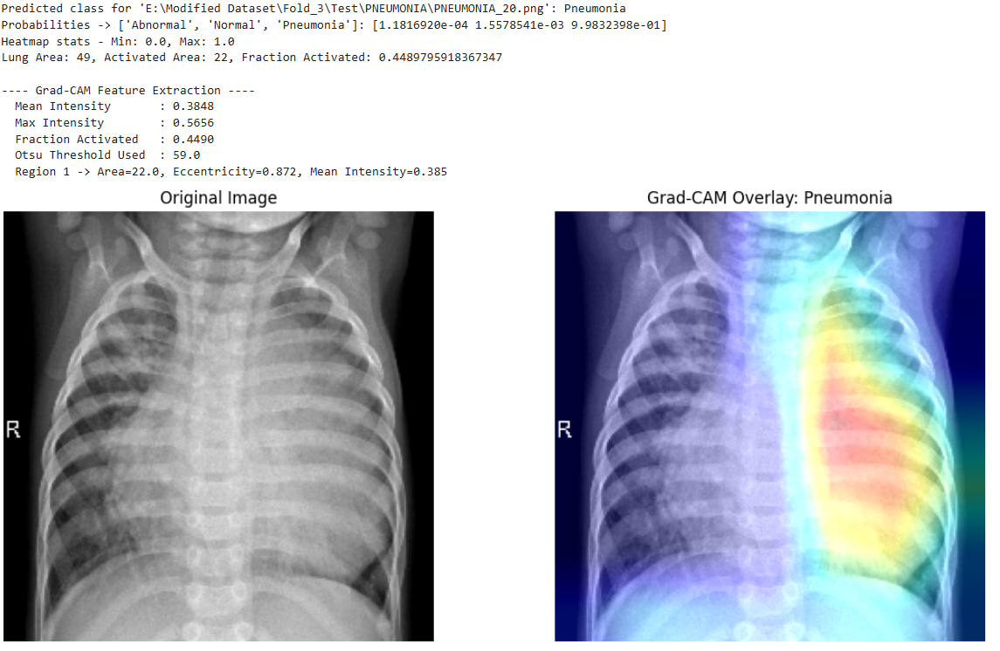 Predicted class for 'E:\Modified Dataset\Fold_3\Test\PNEUMONIA\PNEUMONIA_20.png': Pneumonia
Probabilities -> ['Abnormal', 'Normal', 'Pneumonia']: [1.1816920e-04 1.5578541e-03 9.9832398e-01]
Heatmap stats - Min: 0.0, Max: 1.0
Lung Area: 49, Activated Area: 22, Fraction Activated: 0.4489795918367347
---- Grad-CAM Feature Extraction ----
Mean Intensity : 0.3848
Max Intensity : 0.5656
Fraction Activated : 0.4490
Otsu Threshold Used : 59.0
Region 1 -> Area=22.0, Eccentricity=0.872, Mean Intensity=0.385
Original Image
Grad-CAM Overlay: Pneumonia
R
R